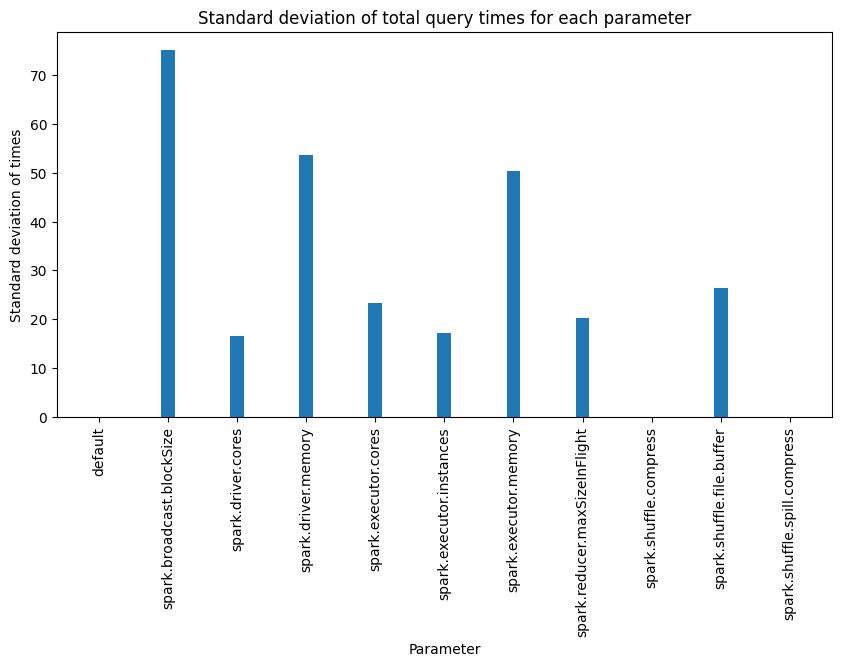 Standard deviation of total query times for each parameter
Standard deviation of times
70
60
50
40
30
20
10
0
default
spark.broadcast.blockSize
spark.driver.cores
spark.driver.memory
spark.executor.cores
spark.executor.instances
spark.executor.memory
spark.reducer.maxSizeInFlight
spark.shuffle.compress
spark.shuffle.file.buffer
spark.shuffle.spill.compress
Parameter